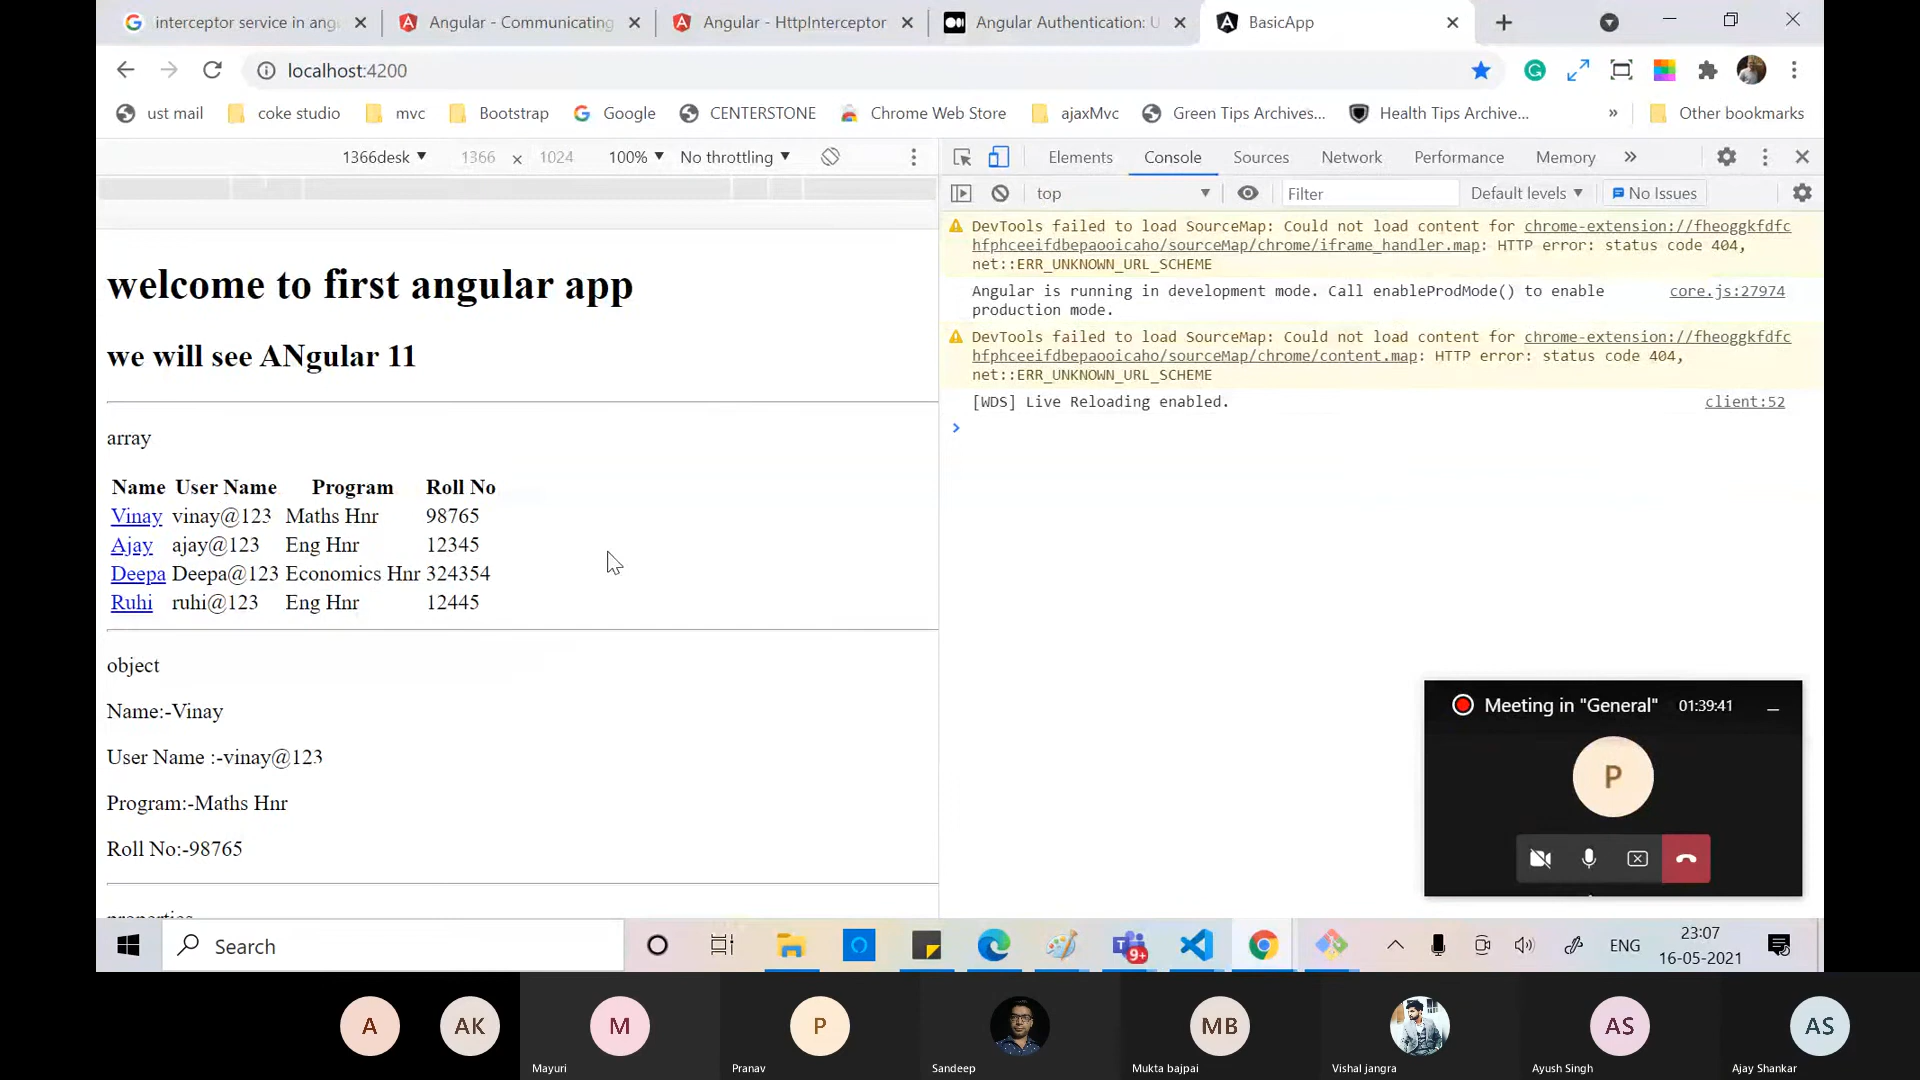 interceptor service in ang
Angular - Communicating
Angular - HttpInterceptor
Angular Authentication: U
BasicApp
localhost:4200
ust mail
coke studio
mvc
Bootstrap
Google
CENTERSTONE
Chrome Web Store
ajaxMvc
Green Tips Archives...
Health Tips Archive...
»
Other bookmarks
1366desk ▼ 1366 × 1024 100% ▼ No throttling ▼
Elements Console Sources Network Performance Memory »
top ▼ Filter Default levels ▼ No Issues
welcome to first angular app
we will see ANgular 11
array
Name User Name Program Roll No
Vinay vinay@123 Maths Hnr 98765
Ajay ajay@123 Eng Hnr 12345
Deepa Deepa@123 Economics Hnr 324354
Ruhi ruhi@123 Eng Hnr 12445
object
Name:-Vinay
User Name :-vinay@123
Program:-Maths Hnr
Roll No:-98765
DevTools failed to load SourceMap: Could not load content for chrome-extension://fheoggkfdfc
hfphceeifdbepaooicaho/sourceMap/chrome/iframe_handler.map: HTTP error: status code 404,
net::ERR_UNKNOWN_URL_SCHEME
Angular is running in development mode. Call enableProdMode() to enable core.js:27974
production mode.
DevTools failed to load SourceMap: Could not load content for chrome-extension://fheoggkfdfc
hfphceeifdbepaooicaho/sourceMap/chrome/content.map: HTTP error: status code 404,
net::ERR_UNKNOWN_URL_SCHEME
[WDS] Live Reloading enabled. client:52
>
Meeting in "General" 01:39:41
P
Search
9+
ENG
23:07
16-05-2021
A
AK
M
P
MB
AS
AS
Mayuri
Pranav
Sandeep
Mukta bajpai
Vishal jangra
Ayush Singh
Ajay Shankar